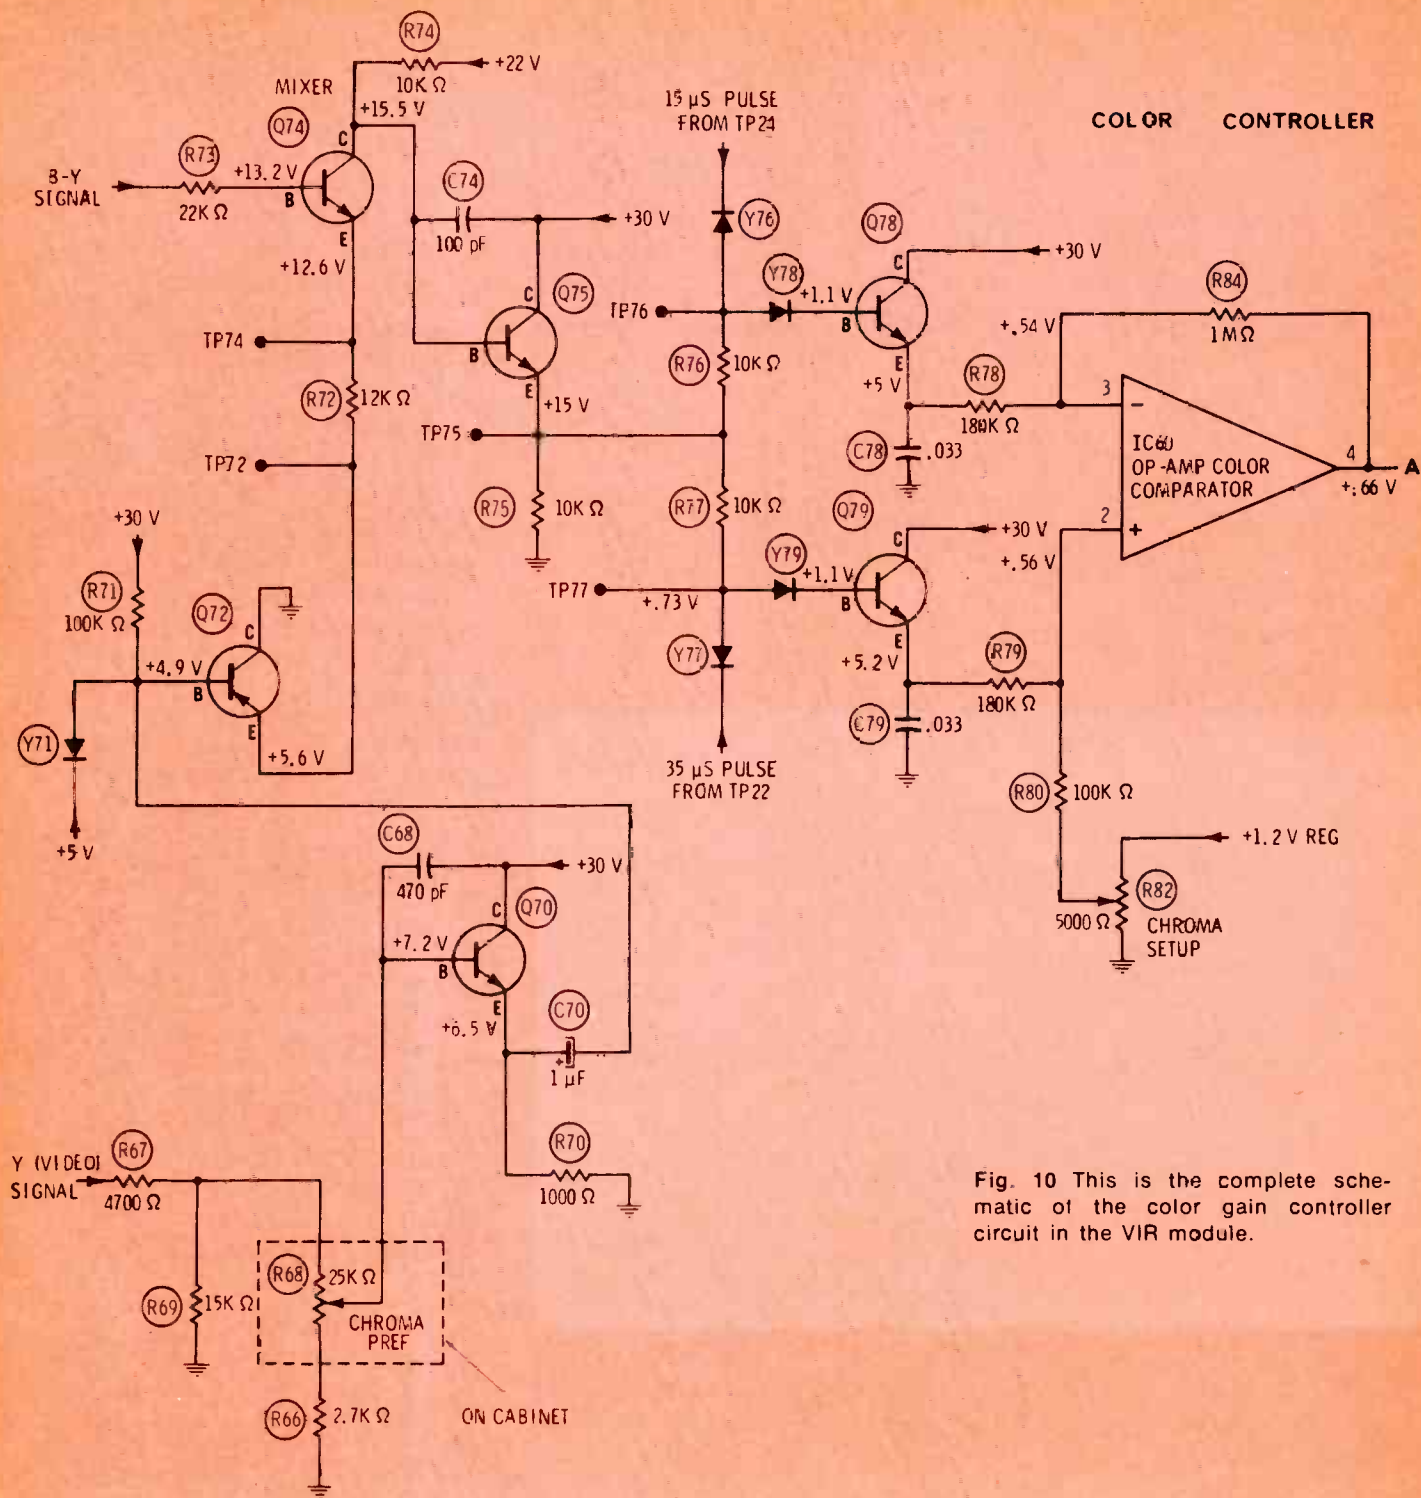 COLOR CONTROLLER
R74
10K Ω
+22 V
MIXER
+15.5 V
Q74
C
R73
+13.2 V
B-Y
SIGNAL
22K Ω
B
E
+12.6 V
C74
100 pF
+30 V
C
Q75
B
E
+15 V
TP74
R72
12K Ω
TP75
TP72
R75
10K Ω
15 µS PULSE
FROM TP24
Y76
Q78
C
+30 V
Y78
+1.1 V
TP76
B
E
+5 V
R76
10K Ω
R84
1M Ω
+.54 V
R78
180K Ω
C78
.033
3
−
IC60
OP-AMP COLOR
COMPARATOR
4
A
+.66 V
2
+
R77
10K Ω
Q79
C
+30 V
+.56 V
Y79
+1.1 V
TP77
+.73 V
B
E
+5.2 V
Y77
R79
180K Ω
C79
.033
35 µS PULSE
FROM TP22
R80
100K Ω
+1.2 V REG
R82
5000 Ω
CHROMA
SETUP
+30 V
R71
100K Ω
Q72
C
+4.9 V
B
E
+5.6 V
Y71
+5 V
C68
470 pF
+30 V
C
Q70
+7.2 V
B
E
+6.5 V
C70
+
1 µF
R70
1000 Ω
Y (VIDEO)
SIGNAL
R67
4700 Ω
R69
15K Ω
R68
25K Ω
CHROMA
PREF
R66
2.7K Ω
ON CABINET
Fig. 10 This is the complete sche-
matic of the color gain controller
circuit in the VIR module.